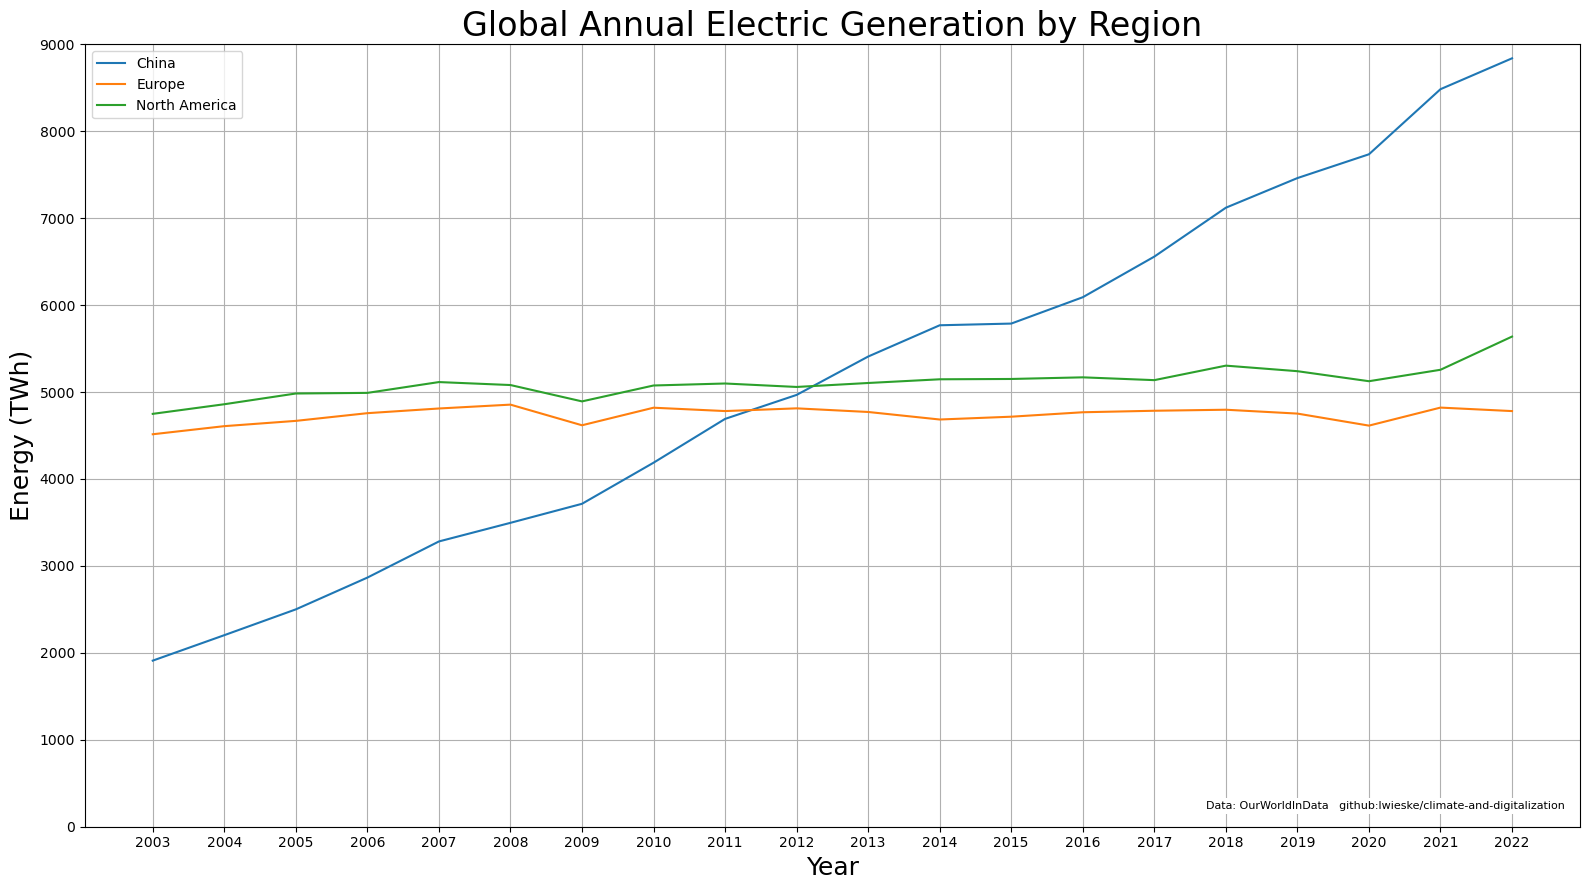 Global Annual Electric Generation by Region
China
Europe
North America
9000
8000
7000
6000
5000
4000
3000
2000
1000
0
Energy (TWh)
Data: OurWorldInData github:lwieske/climate-and-digitalization
2003 2004 2005 2006 2007 2008 2009 2010 2011 2012 2013 2014 2015 2016 2017 2018 2019 2020 2021 2022
Year